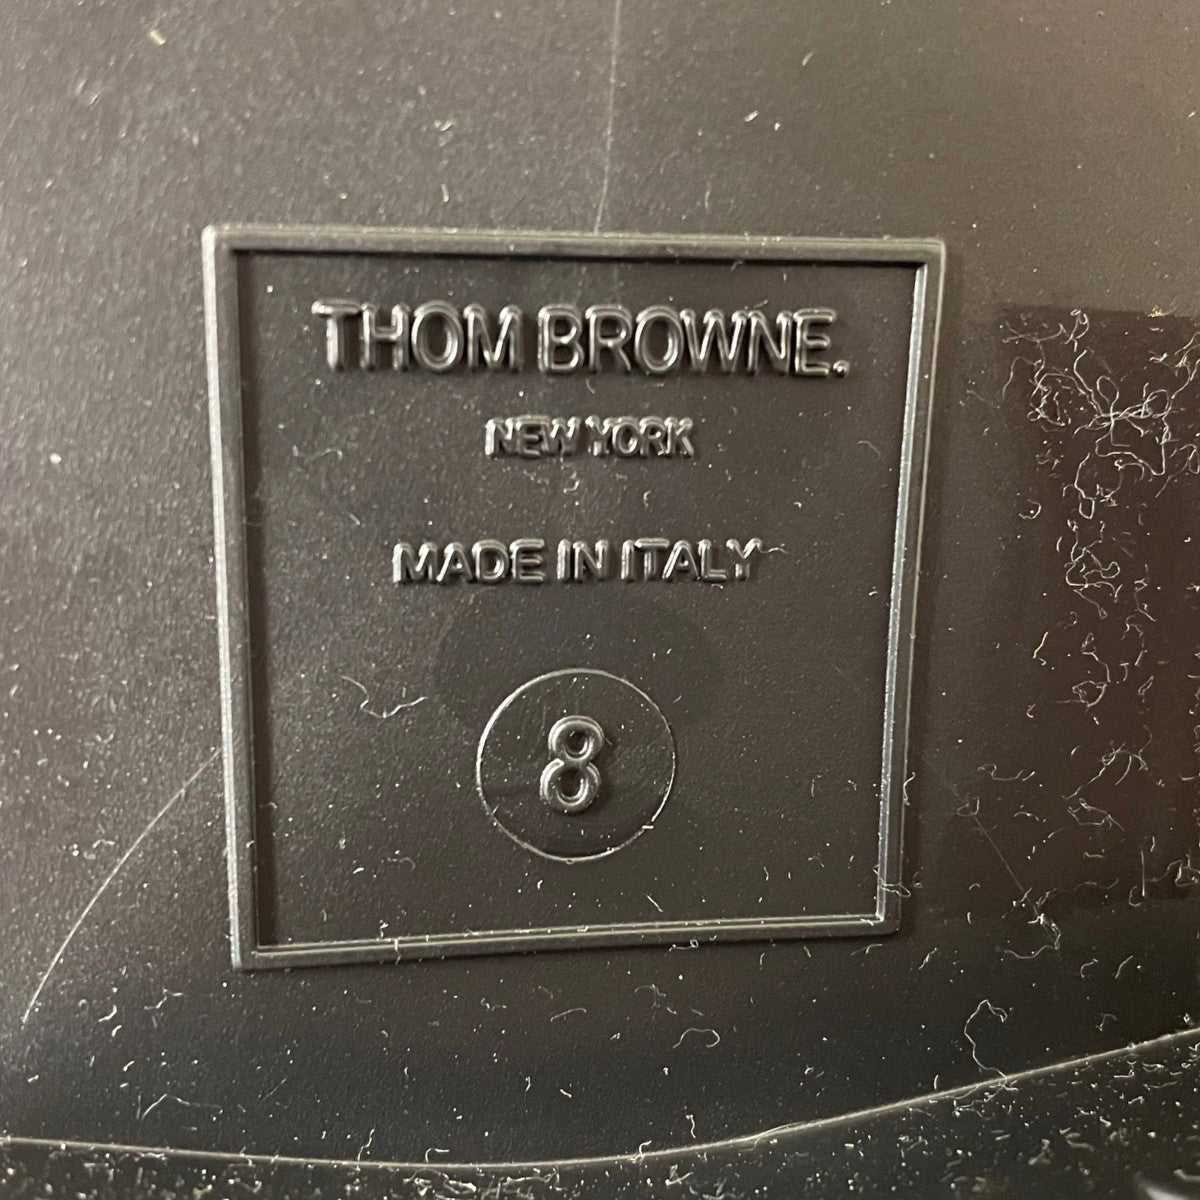 THOM BROWNE.
NEW YORK
MADE IN ITALY
8